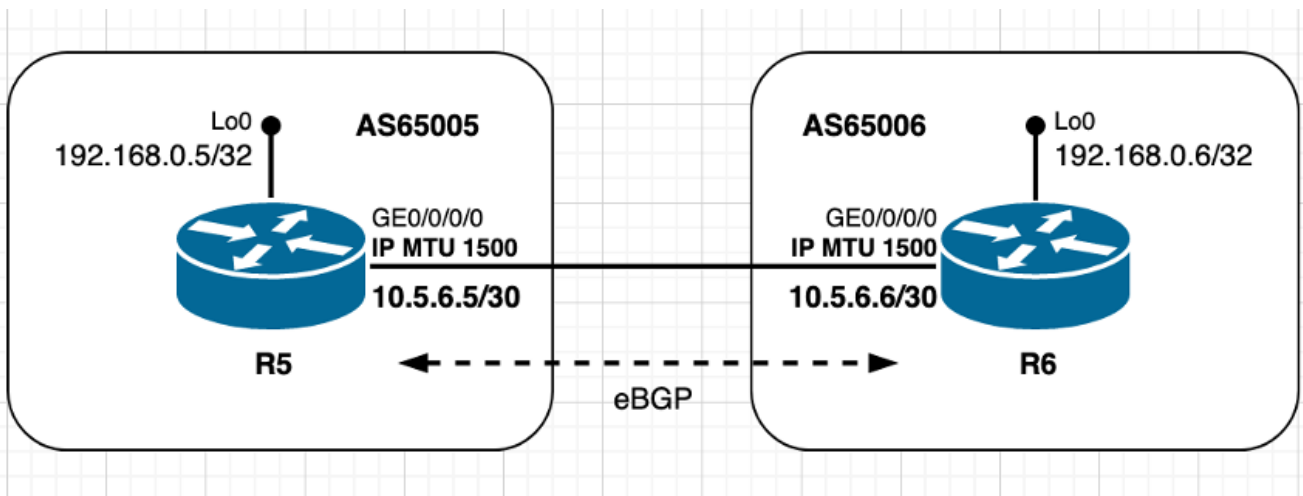 Lo0
192.168.0.5/32
AS65005
GE0/0/0/0
IP MTU 1500
10.5.6.5/30
R5
eBGP
AS65006
Lo0
192.168.0.6/32
GE0/0/0/0
IP MTU 1500
10.5.6.6/30
R6